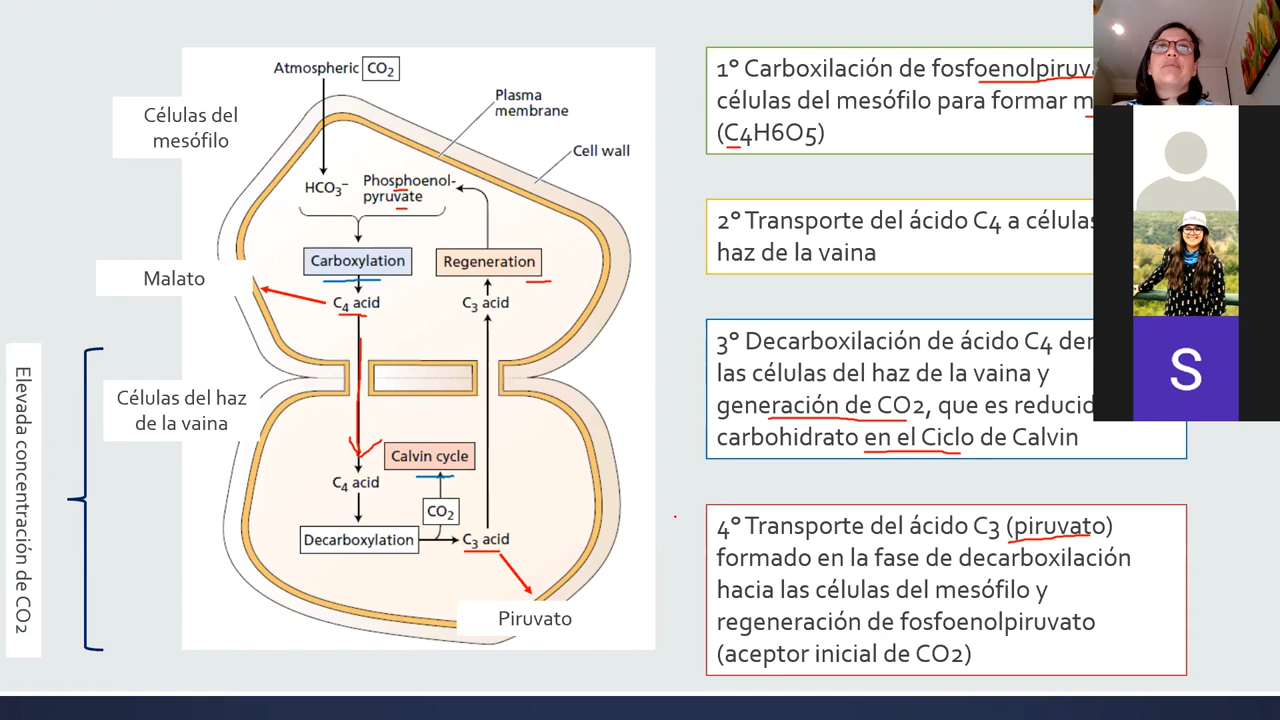 Atmospheric CO2
Células del
mesófilo
Plasma
membrane
Cell wall
HCO3−
Phosphoenol-
pyruvate
Carboxylation
Regeneration
Malato
C4 acid
C3 acid
Células del haz
de la vaina
Elevada concentración de CO2
Calvin cycle
C4 acid
CO2
Decarboxylation
C3 acid
Piruvato
1° Carboxilación de
células del mesófilo para formar
(C4H6O5)
2° Transporte del ácido C4 a
haz de la vaina
3° Decarboxilación de ácido C4
las células del haz de la vaina y
generación de CO2, que es
carbohidrato en el Ciclo de Calvin
4° Transporte del ácido C3 (piruvato)
formado en la fase de decarboxilación
hacia las células del mesófilo y
regeneración de fosfoenolpiruvato
(aceptor inicial de CO2)
S